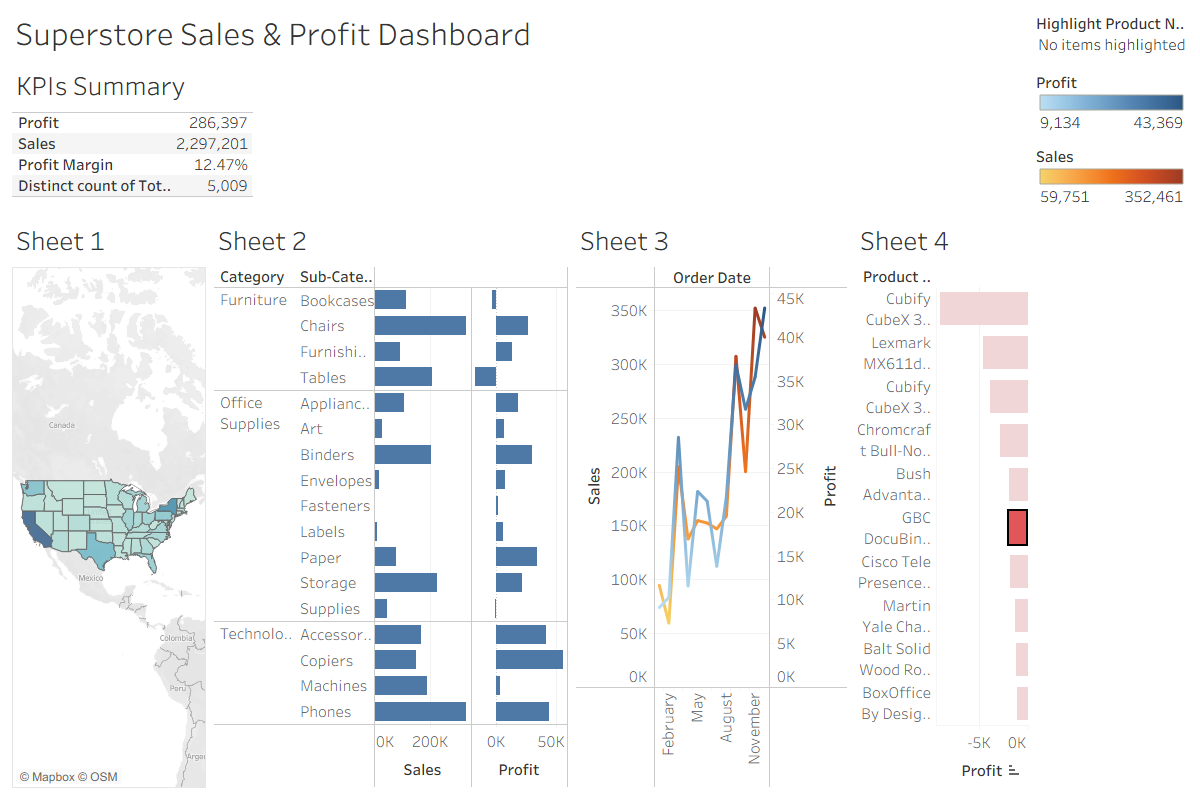 Superstore Sales & Profit Dashboard
Highlight Product N..
No items highlighted
KPIs Summary
Profit 286,397
Sales 2,297,201
Profit Margin 12.47%
Distinct count of Tot.. 5,009
Profit
9,134 43,369
Sales
59,751 352,461
Sheet 1
Canada
Mexico
Colombia
Peru
Argen
© Mapbox © OSM
Sheet 2
Category Sub-Cate..
Furniture Bookcases
Chairs
Furnishi..
Tables
Office Supplies Applianc..
Art
Binders
Envelopes
Fasteners
Labels
Paper
Storage
Supplies
Technolo.. Accessor..
Copiers
Machines
Phones
0K 200K 0K 50K
Sales Profit
Sheet 3
Order Date
350K
300K
250K
200K
150K
100K
50K
0K
Sales
45K
40K
35K
30K
25K
20K
15K
10K
5K
0K
Profit
February
May
August
November
Sheet 4
Product ..
Cubify
CubeX 3..
Lexmark
MX611d..
Cubify
CubeX 3..
Chromcraf
t Bull-No..
Bush
Advanta..
GBC
DocuBin..
Cisco Tele
Presence..
Martin
Yale Cha..
Balt Solid
Wood Ro..
BoxOffice
By Desig..
-5K 0K
Profit